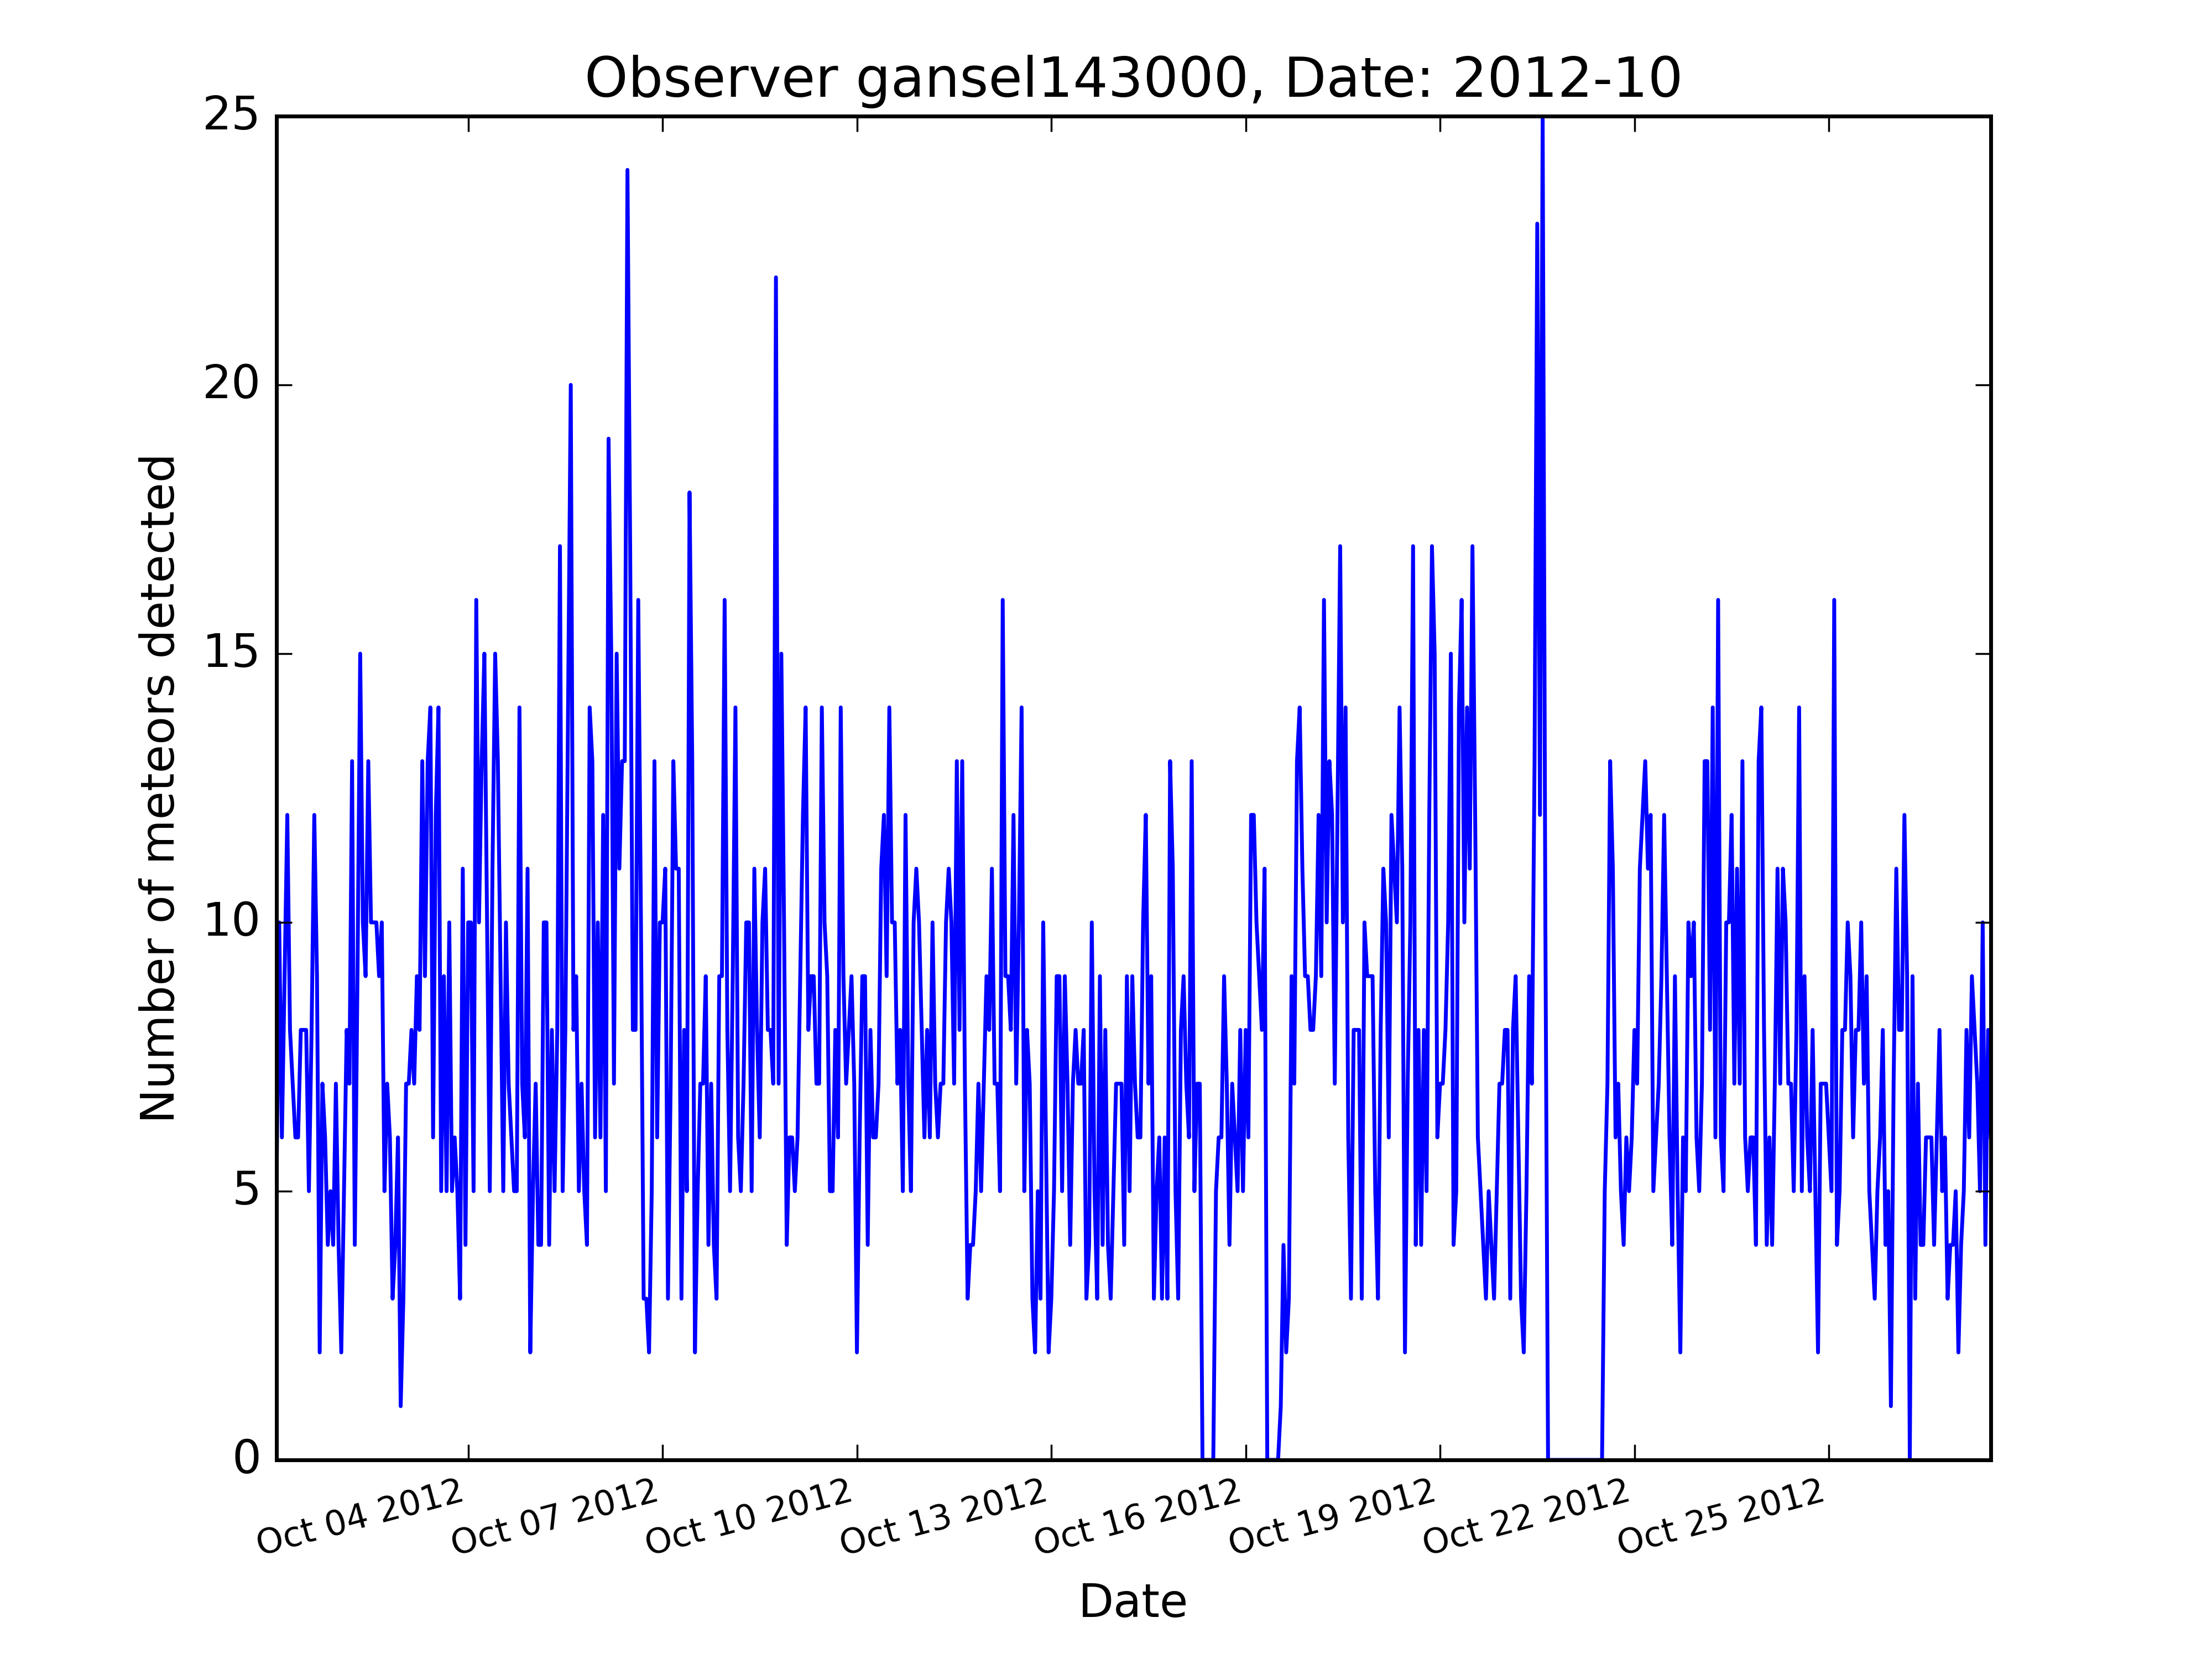 Observer gansel143000, Date: 2012-10
25
20
15
10
5
0
Number of meteors detected
Oct 04 2012
Oct 07 2012
Oct 10 2012
Oct 13 2012
Oct 16 2012
Oct 19 2012
Oct 22 2012
Oct 25 2012
Date